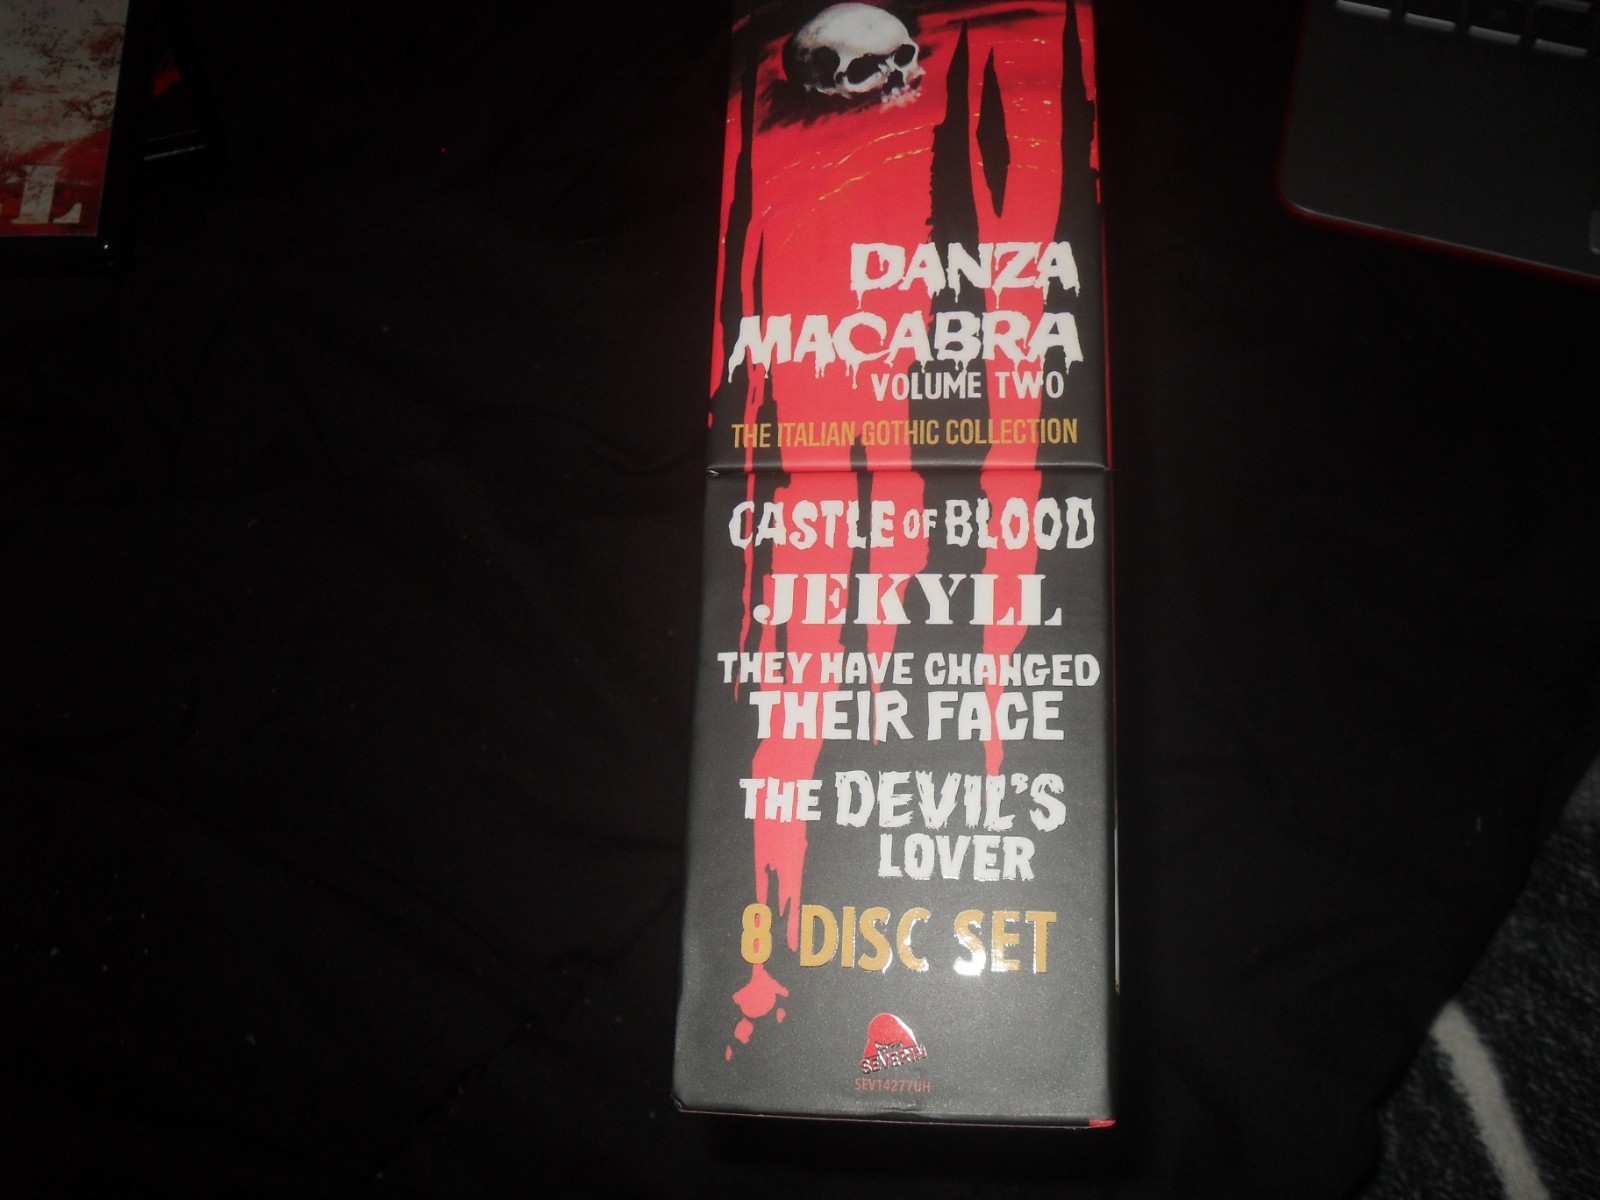 DANZA
MACABRA
VOLUME TWO
THE ITALIAN GOTHIC COLLECTION
CASTLE OF BLOOD
JEKYLL
THEY HAVE CHANGED
THEIR FACE
THE DEVIL'S
LOVER
8 DISC SET
SEVERIN
SEV14277UH